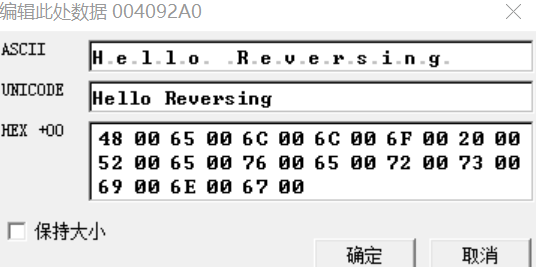 编辑此处数据 004092A0
ASCII
H.e.l.l.o. .R.e.v.e.r.s.i.n.g.
UNICODE
Hello Reversing
HEX +00
48 00 65 00 6C 00 6C 00 6F 00 20 00
52 00 65 00 76 00 65 00 72 00 73 00
69 00 6E 00 67 00
保持大小
确定
取消